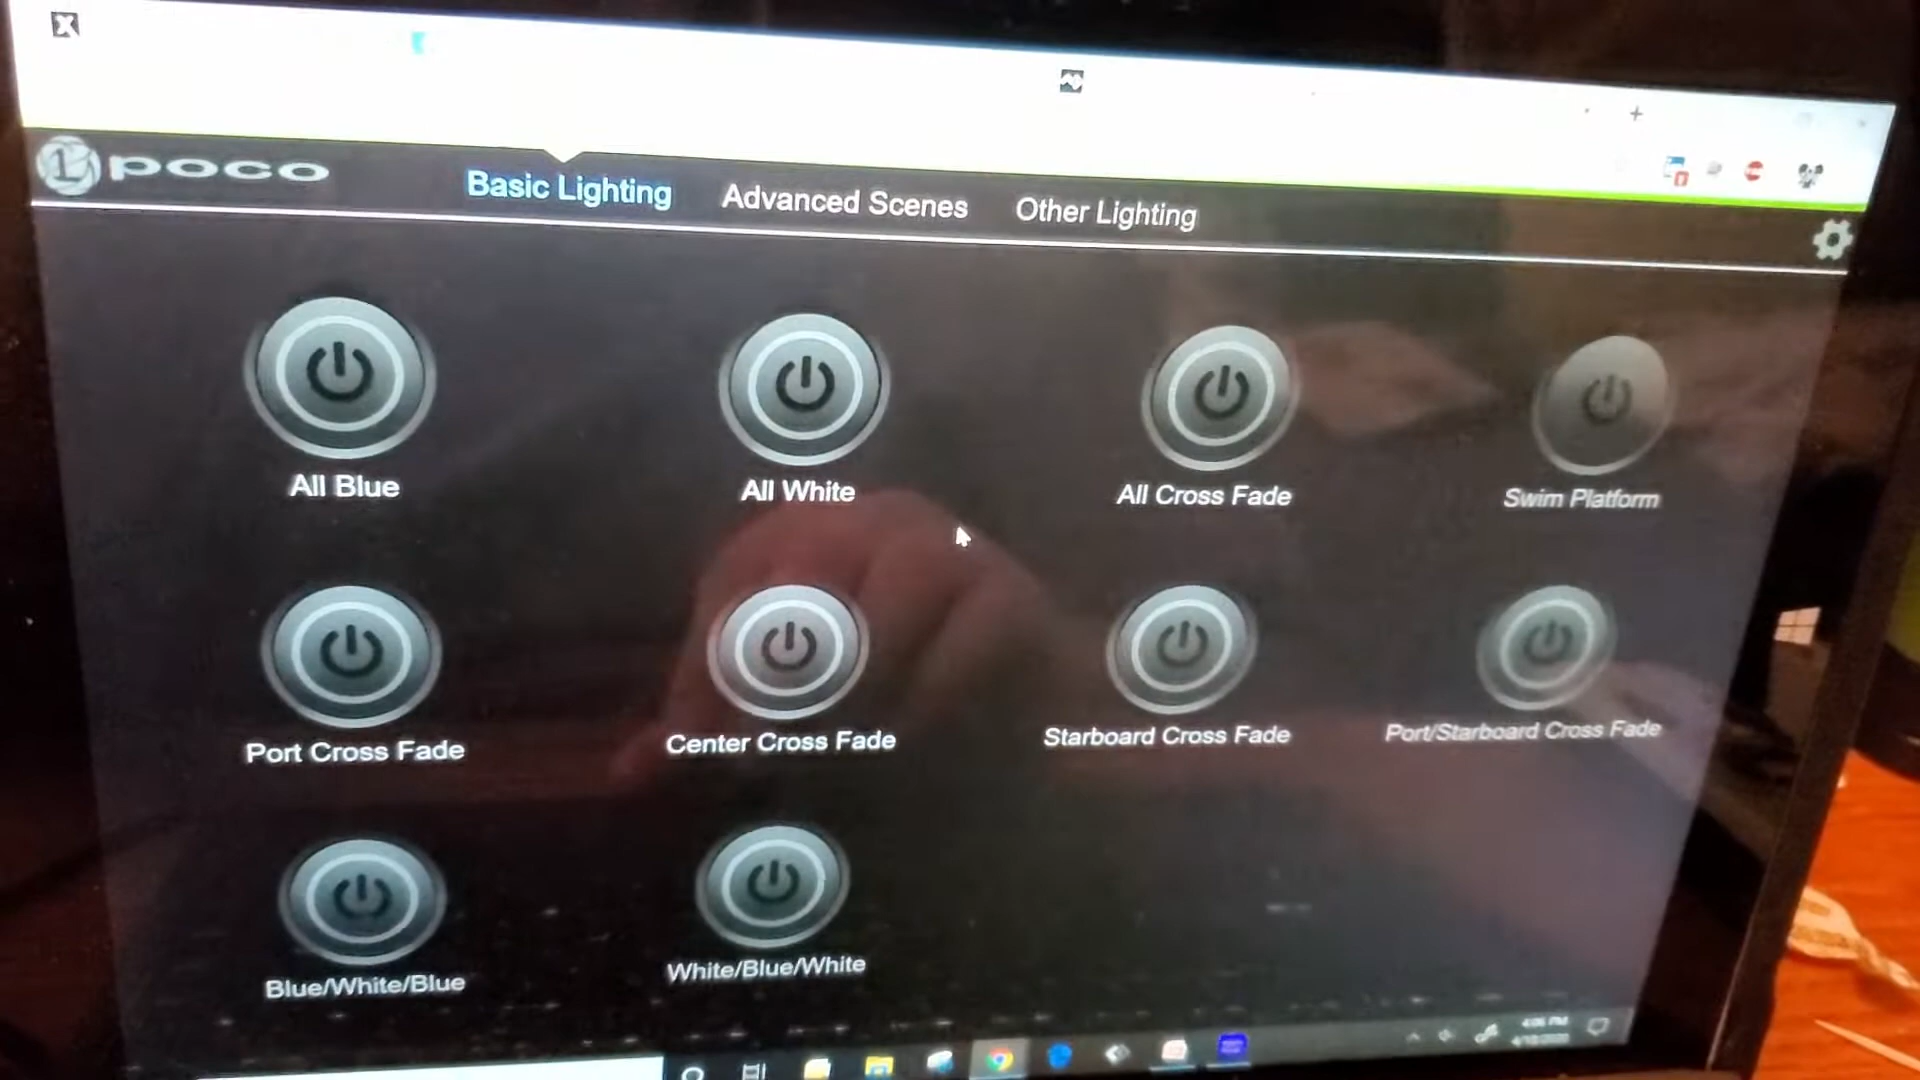 poco
Basic Lighting Advanced Scenes Other Lighting
All Blue All White All Cross Fade Swim Platform
Port Cross Fade Center Cross Fade Starboard Cross Fade Port/Starboard Cross Fade
Blue/White/Blue White/Blue/White